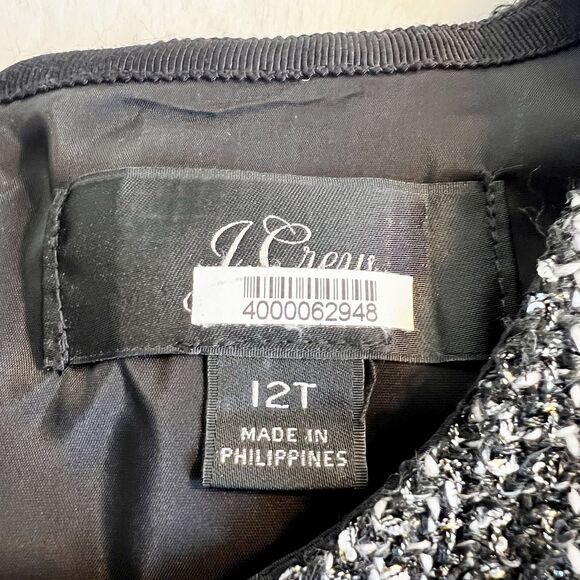 J.Crew
4000062948
12T
MADE IN
PHILIPPINES